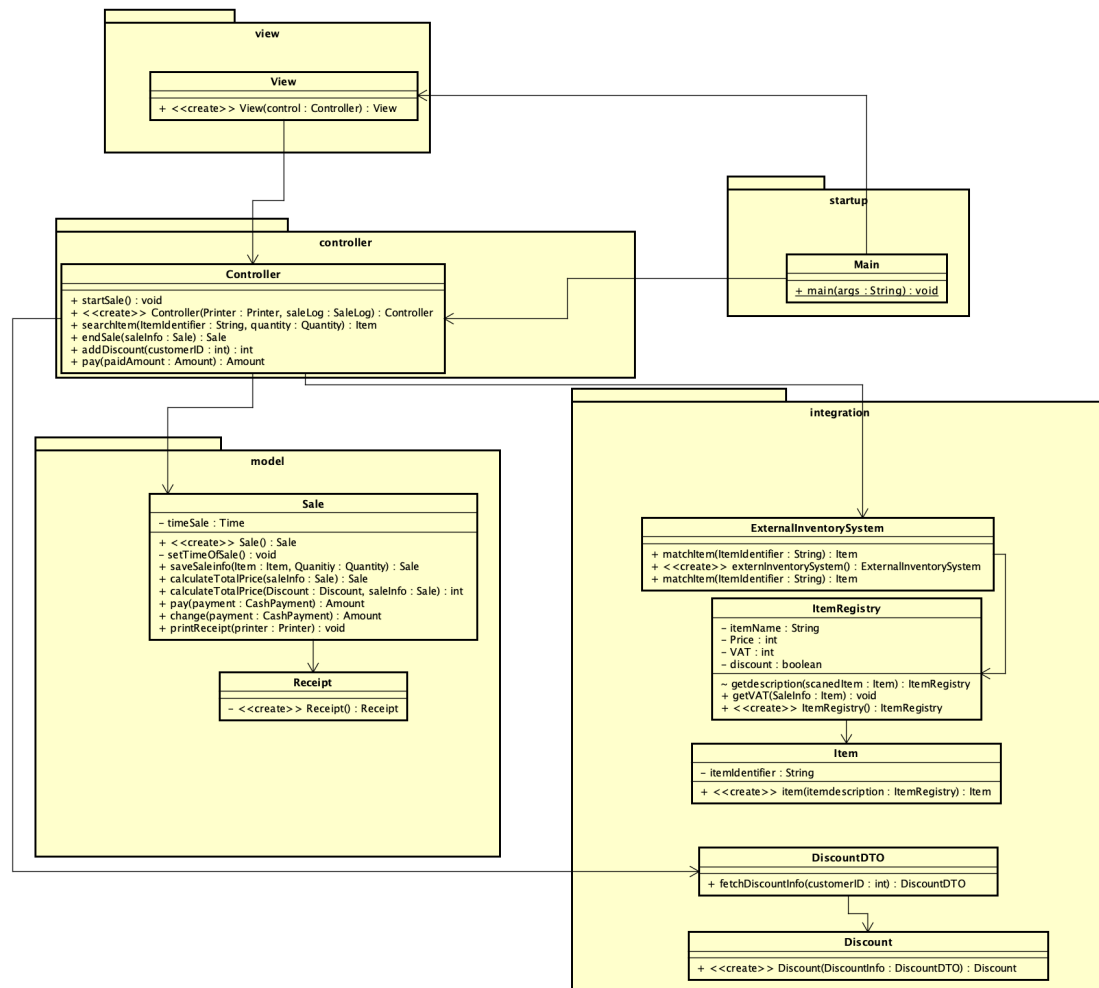 view
View
+ <<create>> View(control : Controller) : View
startup
Main
+ main(args : String) : void
controller
Controller
+ startSale() : void
+ <<create>> Controller(Printer : Printer, saleLog : SaleLog) : Controller
+ searchItem(ItemIdentifier : String, quantity : Quantity) : Item
+ endSale(saleInfo : Sale) : Sale
+ addDiscount(customerID : int) : int
+ pay(paidAmount : Amount) : Amount
model
Sale
– timeSale : Time
+ <<create>> Sale() : Sale
– setTimeOfSale() : void
+ saveSaleinfo(Item : Item, Quanitiy : Quantity) : Sale
+ calculateTotalPrice(saleInfo : Sale) : Sale
+ calculateTotalPrice(Discount : Discount, saleInfo : Sale) : int
+ pay(payment : CashPayment) : Amount
+ change(payment : CashPayment) : Amount
+ printReceipt(printer : Printer) : void
Receipt
– <<create>> Receipt() : Receipt
integration
ExternalInventorySystem
+ matchItem(ItemIdentifier : String) : Item
+ <<create>> externInventorySystem() : ExternalInventorySystem
+ matchItem(ItemIdentifier : String) : Item
ItemRegistry
– itemName : String
– Price : int
– VAT : int
– discount : boolean
~ getdescription(scanedItem : Item) : ItemRegistry
+ getVAT(SaleInfo : Item) : void
+ <<create>> ItemRegistry() : ItemRegistry
Item
– itemIdentifier : String
+ <<create>> item(itemdescription : ItemRegistry) : Item
DiscountDTO
+ fetchDiscountInfo(customerID : int) : DiscountDTO
Discount
+ <<create>> Discount(DiscountInfo : DiscountDTO) : Discount